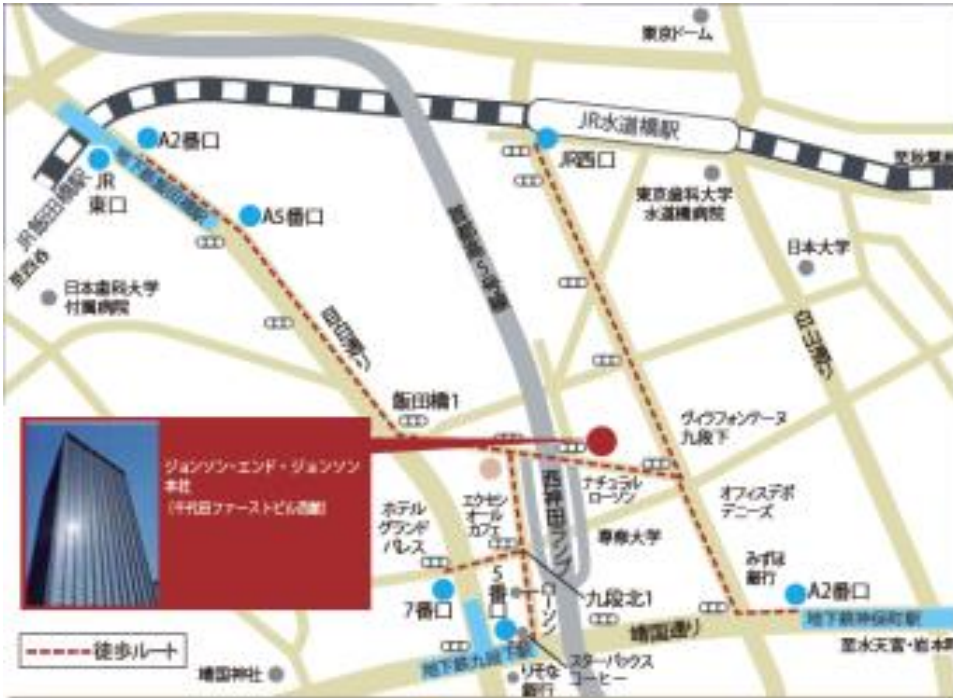 東京ドーム
JR水道橋駅
JR西口
A2番口
JR
東口
JR飯田橋駅
地下鉄飯田橋駅
A5番口
東京歯科大学
水道橋病院
日本大学
至四谷
日本歯科大学
付属病院
目白通り
白山通り
飯田橋1
ヴィラフォンテーヌ
九段下
ジョンソン・エンド・ジョンソン
本社
（千代田ファーストビル西館）
ホテル
グランド
パレス
エクセル
オール
カフェ
西神田ランプ
ナチュラル
ローソン
専修大学
オフィスデポ
デニーズ
みずほ
銀行
A2番口
地下鉄神保町駅
7番口
5
番
口
ローソン
九段北1
靖国通り
至水天宮・岩本町
徒歩ルート
靖国神社
地下鉄九段下駅
りそな
銀行
スターバックス
コーヒー